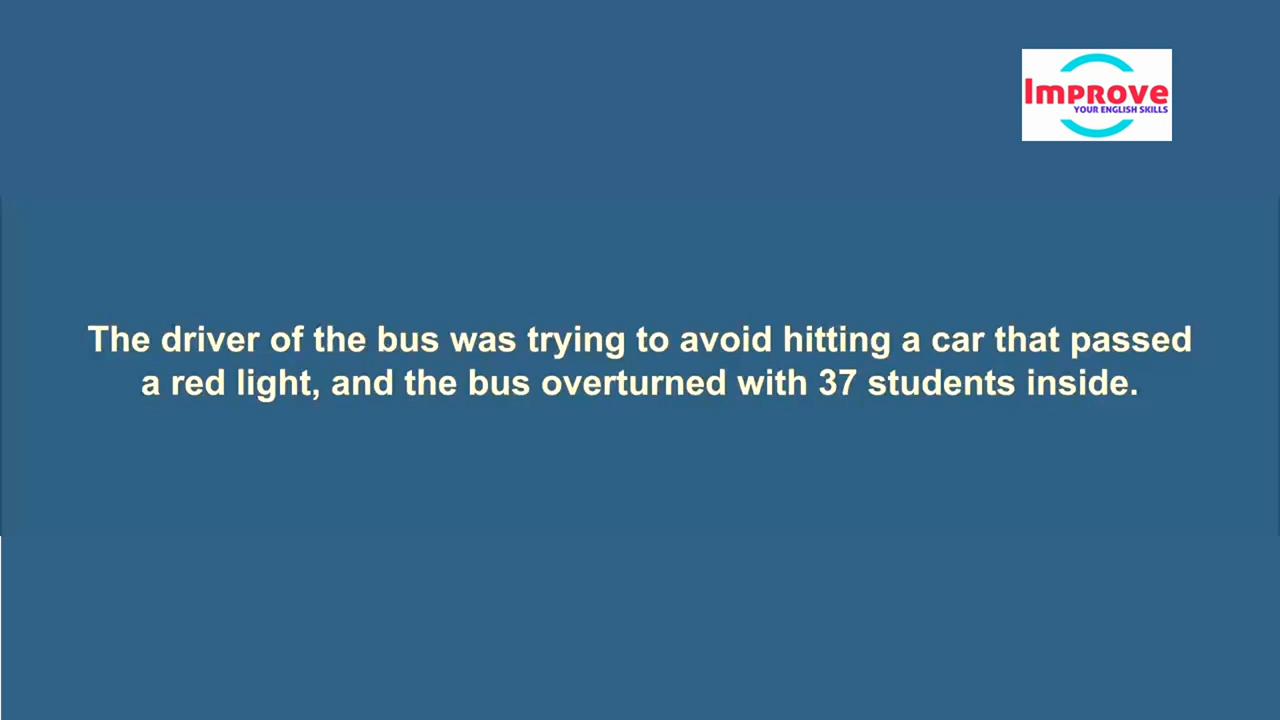 Improve
YOUR ENGLISH SKILLS
The driver of the bus was trying to avoid hitting a car that passed
a red light, and the bus overturned with 37 students inside.